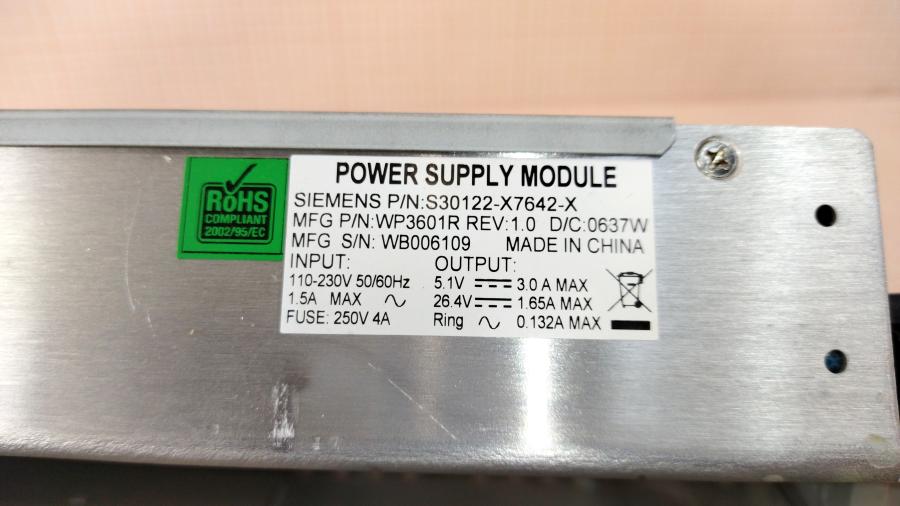 RoHS
COMPLIANT
2002/95/EC
POWER SUPPLY MODULE
SIEMENS P/N:S30122-X7642-X
MFG P/N:WP3601R REV:1.0 D/C:0637W
MFG S/N: WB006109 MADE IN CHINA
INPUT: OUTPUT:
110-230V 50/60Hz 5.1V 3.0 A MAX
1.5A MAX 26.4V 1.65A MAX
FUSE: 250V 4A Ring 0.132A MAX